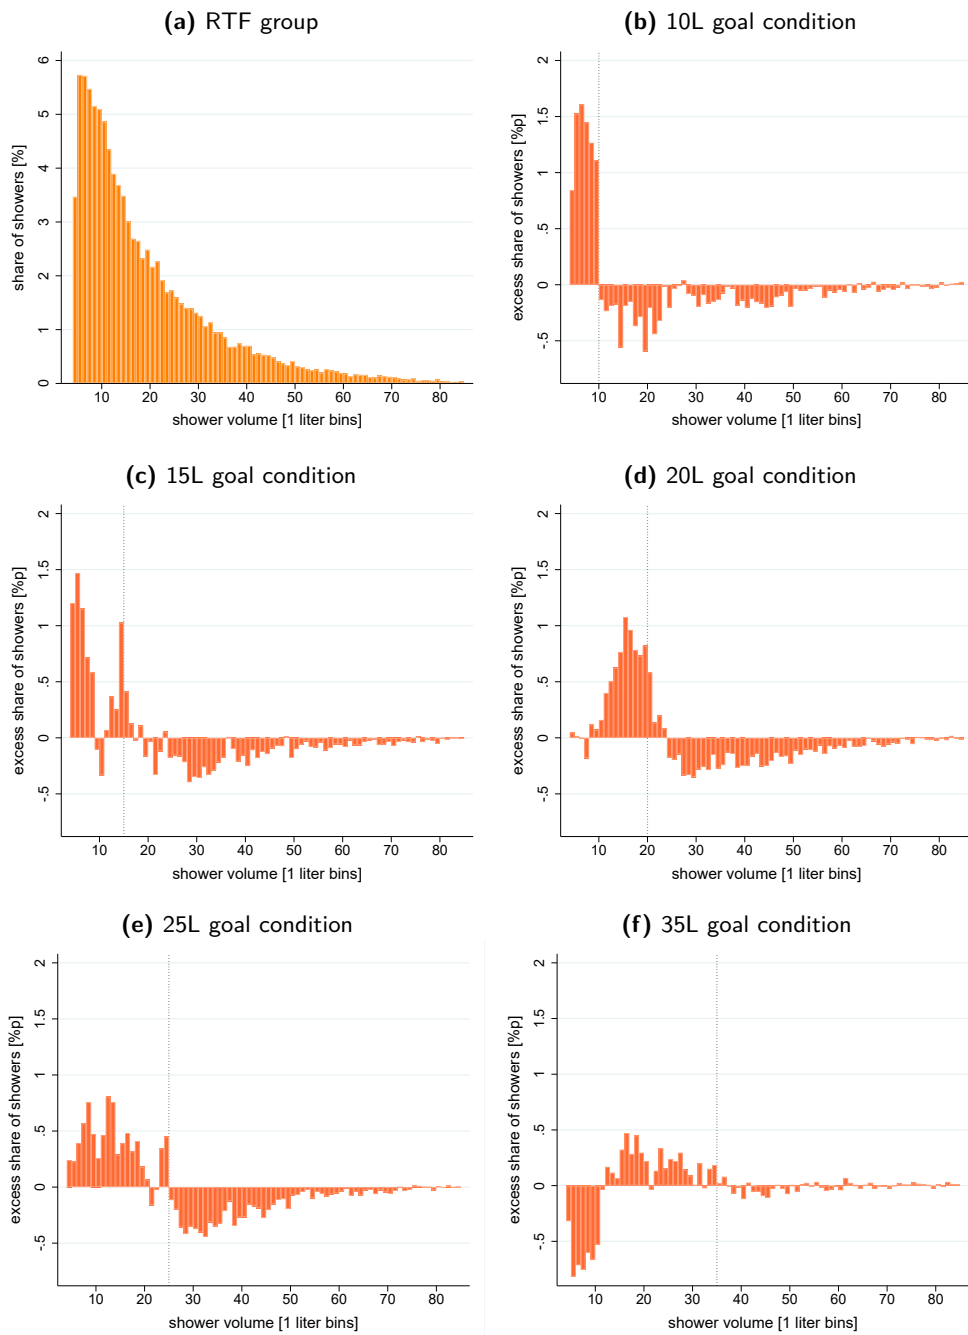 (a) RTF group
share of showers [%]
0 1 2 3 4 5 6
10 20 30 40 50 60 70 80
shower volume [1 liter bins]
(b) 10L goal condition
excess share of showers [%p]
-.5 0 .5 1 1.5 2
10 20 30 40 50 60 70 80
shower volume [1 liter bins]
(c) 15L goal condition
excess share of showers [%p]
-.5 0 .5 1 1.5 2
10 20 30 40 50 60 70 80
shower volume [1 liter bins]
(d) 20L goal condition
excess share of showers [%p]
-.5 0 .5 1 1.5 2
10 20 30 40 50 60 70 80
shower volume [1 liter bins]
(e) 25L goal condition
excess share of showers [%p]
-.5 0 .5 1 1.5 2
10 20 30 40 50 60 70 80
shower volume [1 liter bins]
(f) 35L goal condition
excess share of showers [%p]
-.5 0 .5 1 1.5 2
10 20 30 40 50 60 70 80
shower volume [1 liter bins]